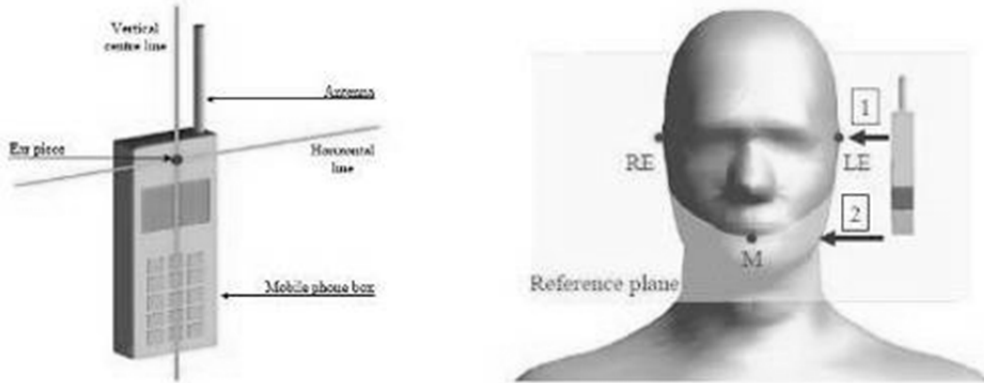 Vertical
centre line
Antenna
Ear piece
Horizontal
line
Mobile phone box
1
RE
LE
2
M
Reference plane